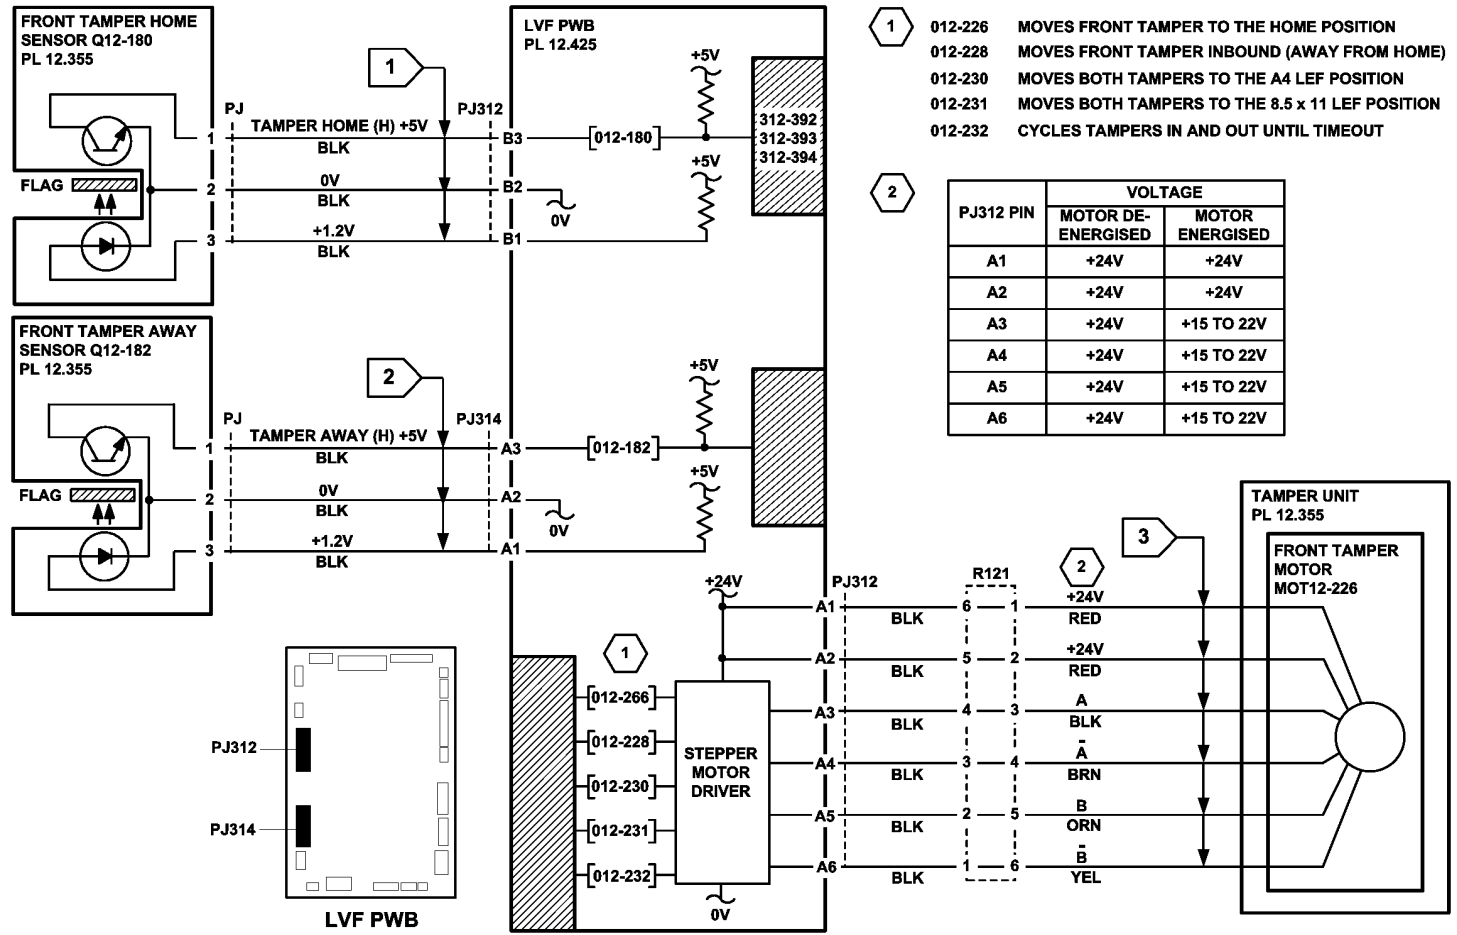 FRONT TAMPER HOME
SENSOR Q12-180
PL 12.355
FLAG
1
2
3
PJ
TAMPER HOME (H) +5V
BLK
0V
BLK
+1.2V
BLK
1
PJ312
LVF PWB
PL 12.425
B3
B2
B1
[012-180]
0V
+5V
+5V
312-392
312-393
312-394
1
012-226 MOVES FRONT TAMPER TO THE HOME POSITION
012-228 MOVES FRONT TAMPER INBOUND (AWAY FROM HOME)
012-230 MOVES BOTH TAMPERS TO THE A4 LEF POSITION
012-231 MOVES BOTH TAMPERS TO THE 8.5 x 11 LEF POSITION
012-232 CYCLES TAMPERS IN AND OUT UNTIL TIMEOUT
2
PJ312 PIN
VOLTAGE
MOTOR DE-
ENERGISED
MOTOR
ENERGISED
A1 +24V +24V
A2 +24V +24V
A3 +24V +15 TO 22V
A4 +24V +15 TO 22V
A5 +24V +15 TO 22V
A6 +24V +15 TO 22V
FRONT TAMPER AWAY
SENSOR Q12-182
PL 12.355
FLAG
1
2
3
PJ
TAMPER AWAY (H) +5V
BLK
0V
BLK
+1.2V
BLK
2
PJ314
A3
A2
A1
[012-182]
0V
+5V
+5V
1
[012-266]
[012-228]
[012-230]
[012-231]
[012-232]
+24V
STEPPER
MOTOR
DRIVER
0V
PJ312
R121
2
3
A1 BLK 6 1 +24V RED
A2 BLK 5 2 +24V RED
A3 BLK 4 3 A BLK
A4 BLK 3 4 A̅ BRN
A5 BLK 2 5 B ORN
A6 BLK 1 6 B̅ YEL
TAMPER UNIT
PL 12.355
FRONT TAMPER
MOTOR
MOT12-226
PJ312
PJ314
LVF PWB